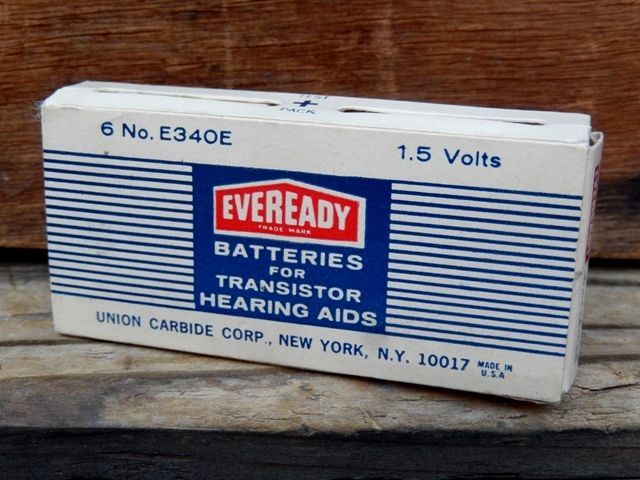 TEST
+
PACK
6 No. E340E
1.5 Volts
EVEREADY
TRADE MARK
BATTERIES
FOR
TRANSISTOR
HEARING AIDS
UNION CARBIDE CORP., NEW YORK, N.Y. 10017
MADE IN
U.S.A